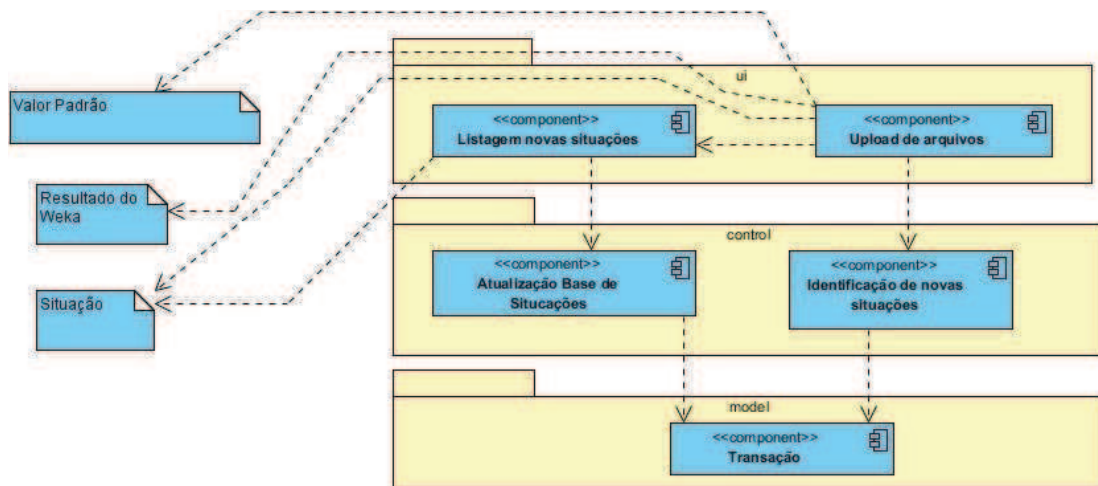 ui
Valor Padrão
<<component>>
Listagem novas situações
<<component>>
Upload de arquivos
Resultado do
Weka
control
<<component>>
Atualização Base de
Situcações
<<component>>
Identificação de novas
situações
Situação
model
<<component>>
Transação